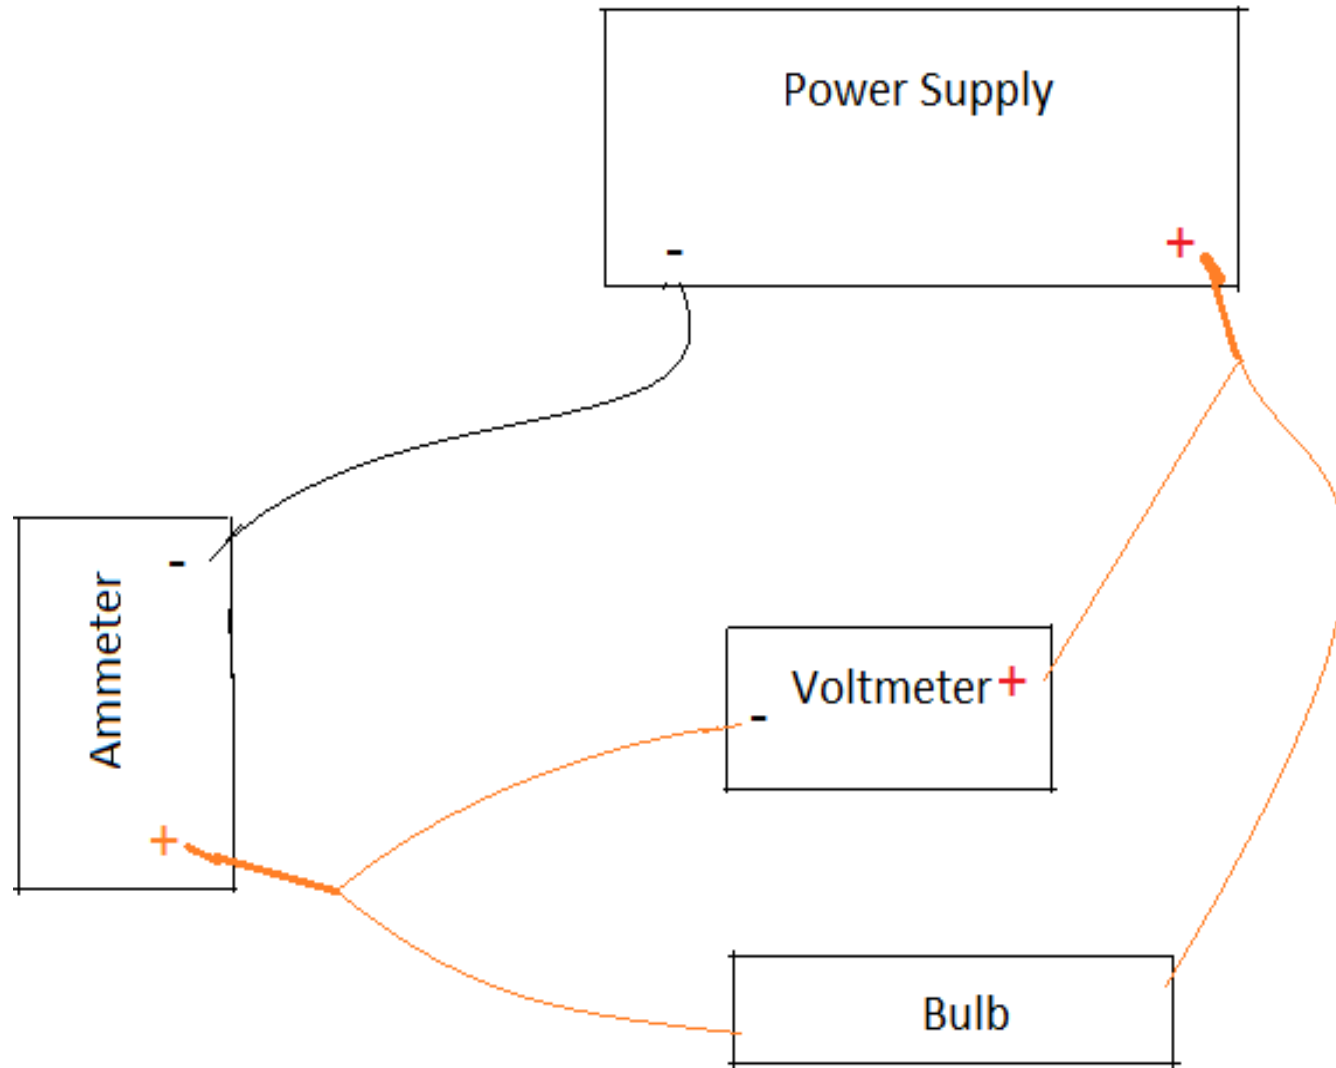 Power Supply
- +
-
Ammeter
+
Voltmeter +
-
Bulb